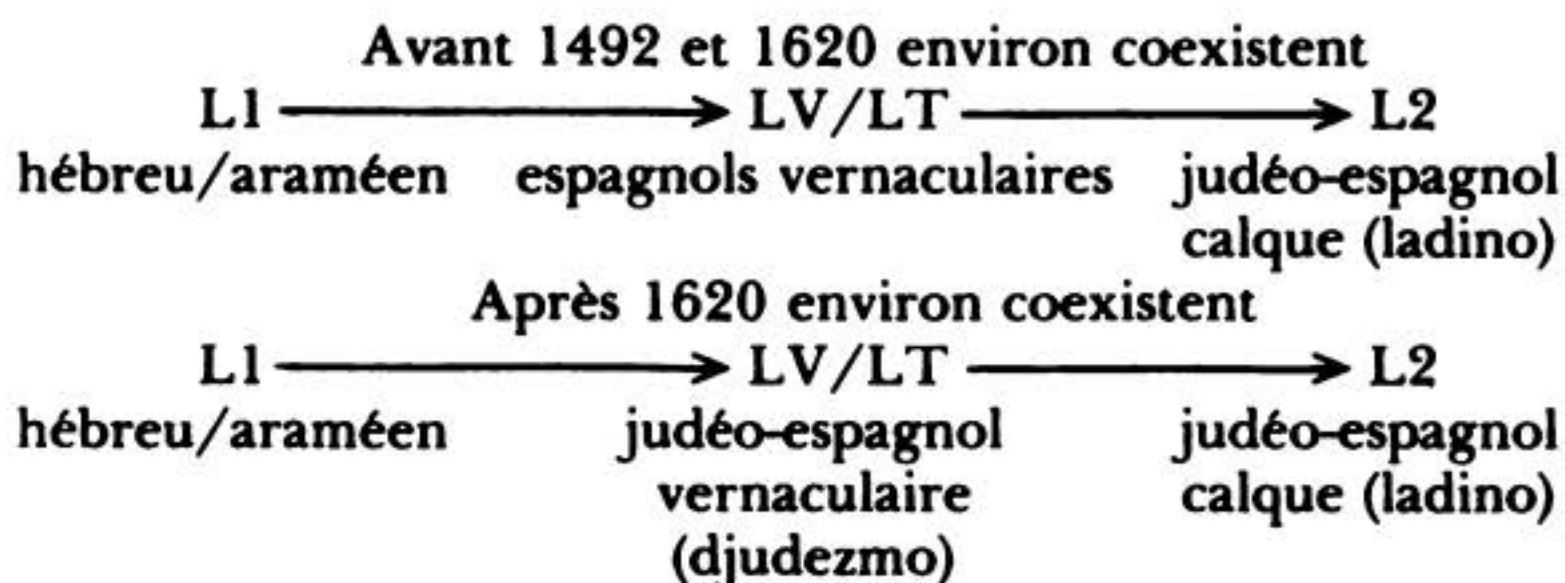 Avant 1492 et 1620 environ coexistent
L1 → LV/LT → L2
hébreu/araméen espagnols vernaculaires judéo-espagnol
calque (ladino)
Après 1620 environ coexistent
L1 → LV/LT → L2
hébreu/araméen judéo-espagnol judéo-espagnol
vernaculaire calque (ladino)
(djudezmo)